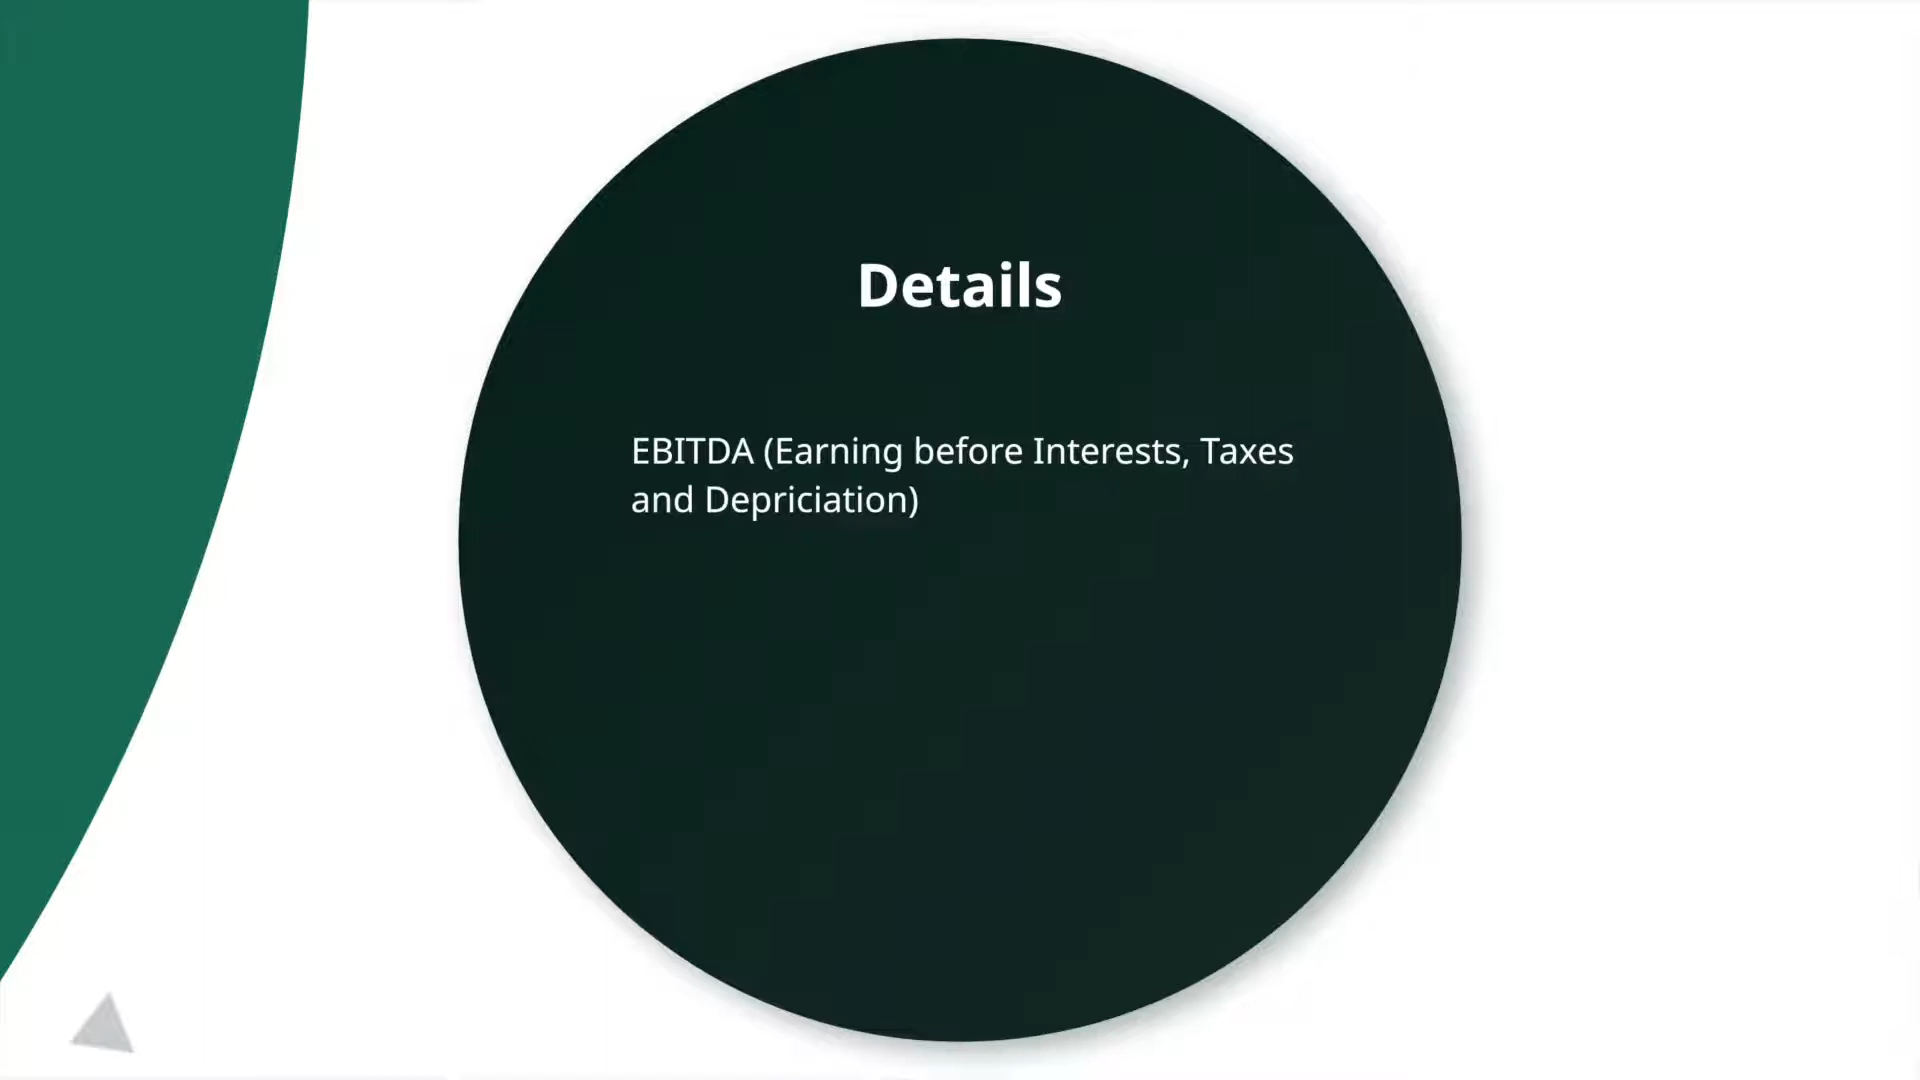 Details
EBITDA (Earning before Interests, Taxes
and Depriciation)